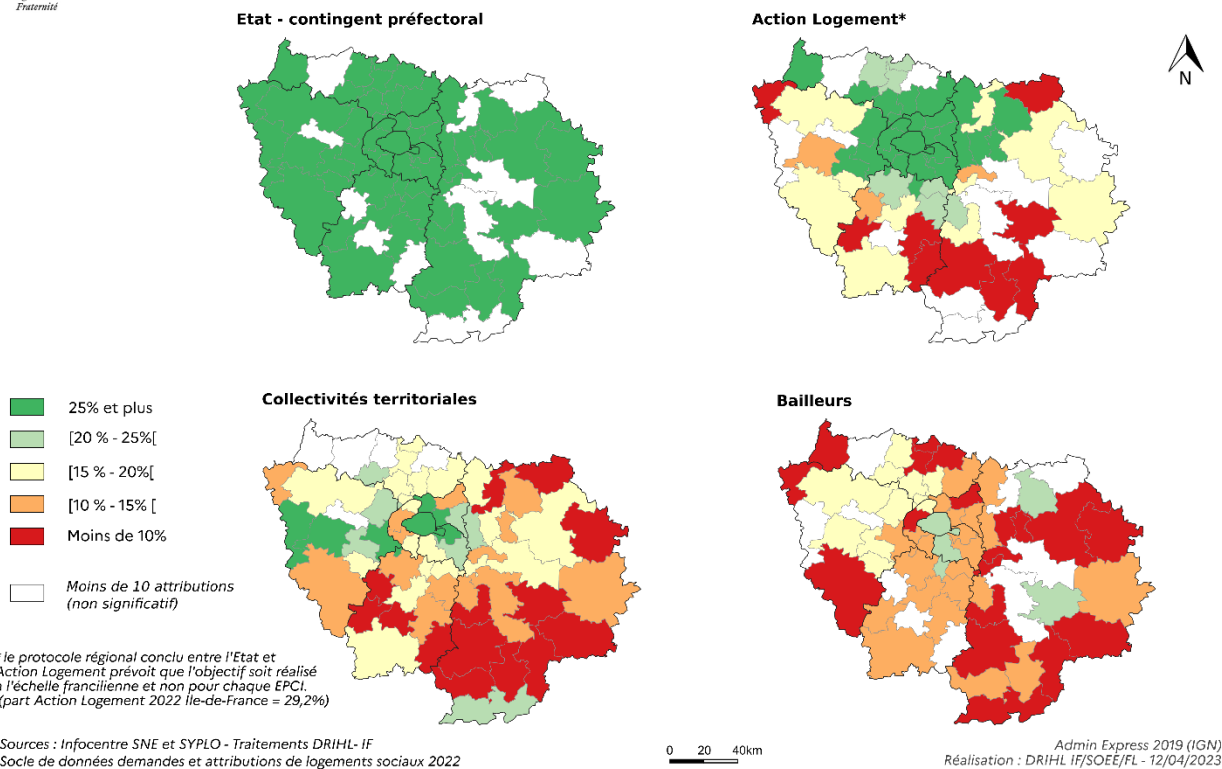 Fraternité
Etat - contingent préfectoral
Action Logement*
N
Collectivités territoriales
Bailleurs
25% et plus
[20 % - 25%[
[15 % - 20%[
[10 % - 15% [
Moins de 10%
Moins de 10 attributions
(non significatif)
le protocole régional conclu entre l'Etat et
Action Logement prévoit que l'objectif soit réalisé
l'échelle francilienne et non pour chaque EPCI.
(part Action Logement 2022 Ile-de-France = 29,2%)
Sources : Infocentre SNE et SYPLO - Traitements DRIHL- IF
Socle de données demandes et attributions de logements sociaux 2022
0 20 40km
Admin Express 2019 (IGN)
Réalisation : DRIHL IF/SOEE/FL - 12/04/2023